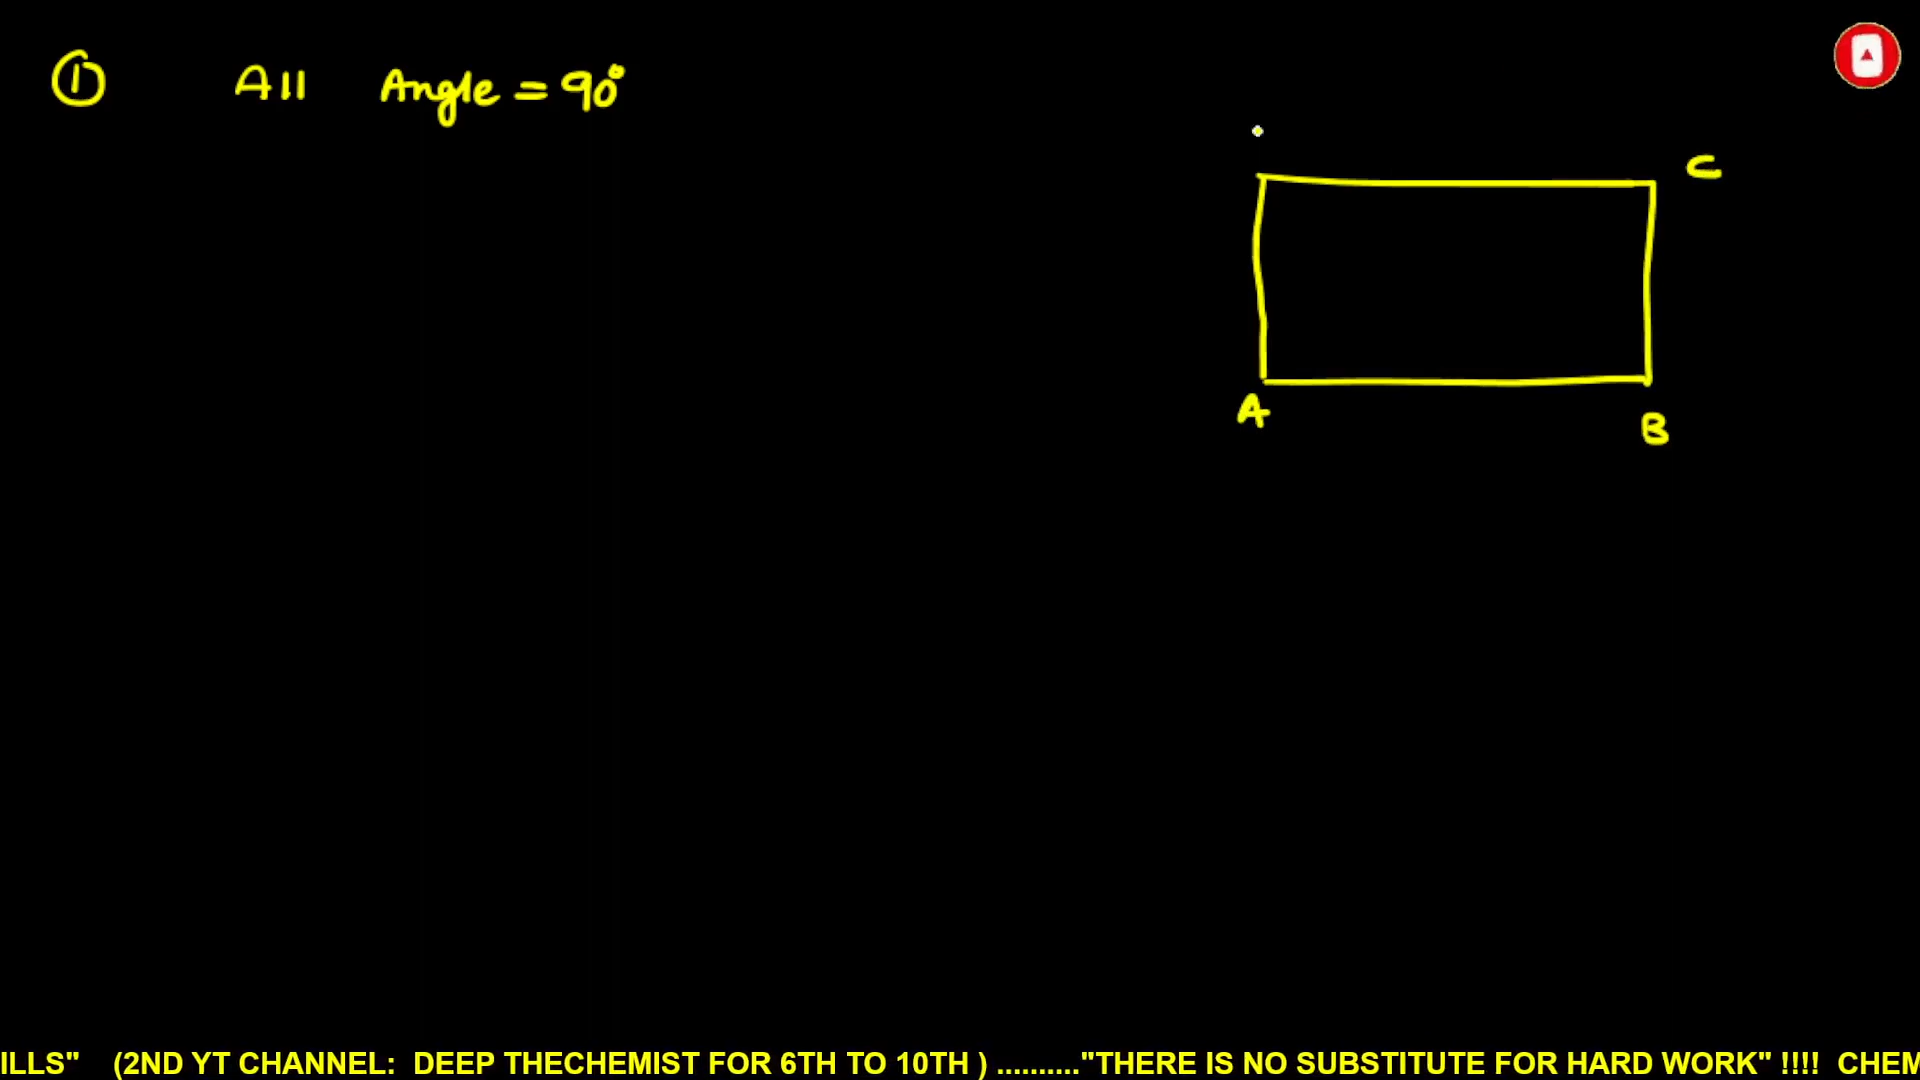 ① All Angle = 90°
C
A
B
ILLS" (2ND YT CHANNEL: DEEP THECHEMIST FOR 6TH TO 10TH ) .........."THERE IS NO SUBSTITUTE FOR HARD WORK" !!!! CHEM